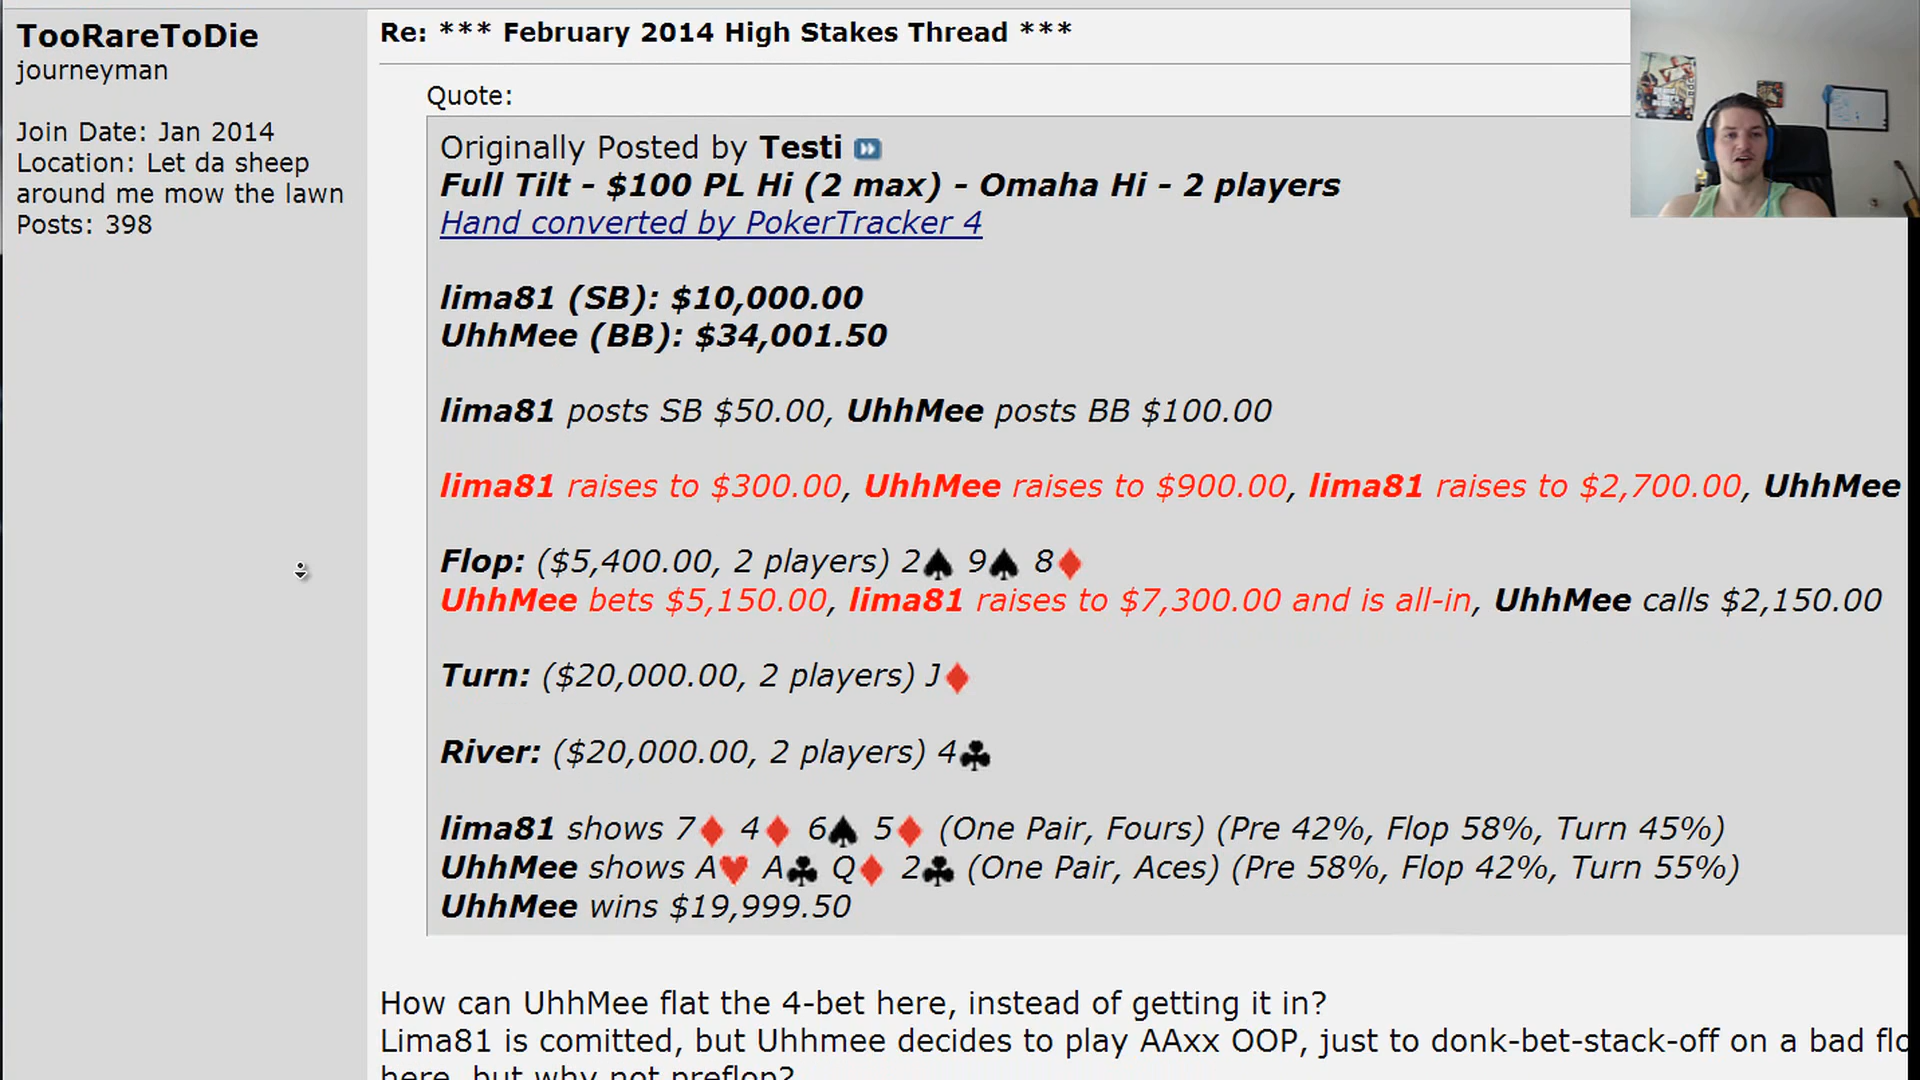 TooRareToDie
journeyman
Join Date: Jan 2014
Location: Let da sheep
around me mow the lawn
Posts: 398
Re: *** February 2014 High Stakes Thread ***
Quote:
Originally Posted by Testi
Full Tilt - $100 PL Hi (2 max) - Omaha Hi - 2 players
Hand converted by PokerTracker 4
lima81 (SB): $10,000.00
UhhMee (BB): $34,001.50
lima81 posts SB $50.00, UhhMee posts BB $100.00
lima81 raises to $300.00, UhhMee raises to $900.00, lima81 raises to $2,700.00, UhhMee
Flop: ($5,400.00, 2 players) 2♠ 9♠ 8♦
UhhMee bets $5,150.00, lima81 raises to $7,300.00 and is all-in, UhhMee calls $2,150.00
Turn: ($20,000.00, 2 players) J♦
River: ($20,000.00, 2 players) 4♣
lima81 shows 7♦ 4♦ 6♠ 5♦ (One Pair, Fours) (Pre 42%, Flop 58%, Turn 45%)
UhhMee shows A♥ A♣ Q♦ 2♣ (One Pair, Aces) (Pre 58%, Flop 42%, Turn 55%)
UhhMee wins $19,999.50
How can UhhMee flat the 4-bet here, instead of getting it in?
Lima81 is comitted, but Uhhmee decides to play AAxx OOP, just to donk-bet-stack-off on a bad flo
here, but why not preflop?